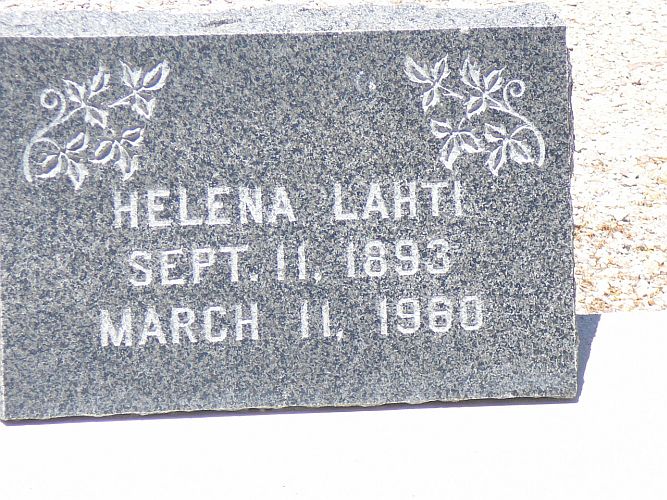 HELENA LAHTI
SEPT. 11, 1893
MARCH 11, 1960